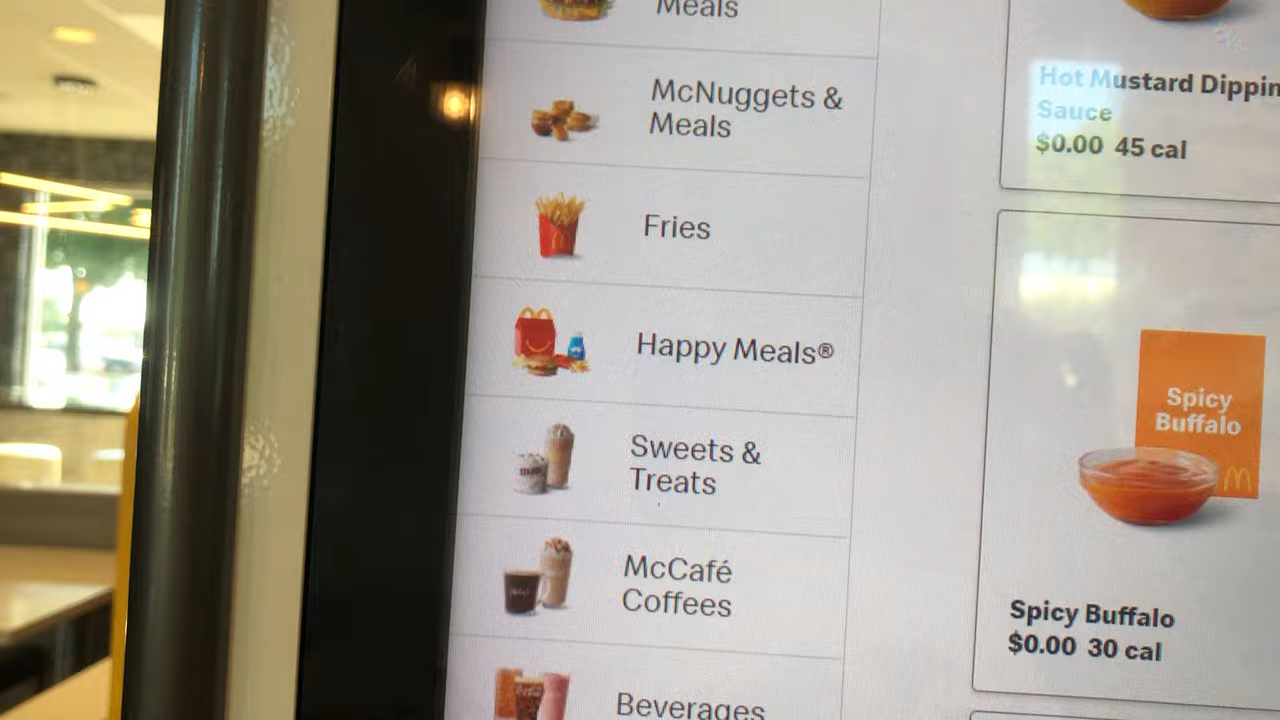 Meals
McNuggets &
Meals
Fries
Happy Meals®
Sweets &
Treats
McCafé
Coffees
Beverages
Hot Mustard Dippin
Sauce
$0.00 45 cal
Spicy
Buffalo
Spicy Buffalo
$0.00 30 cal